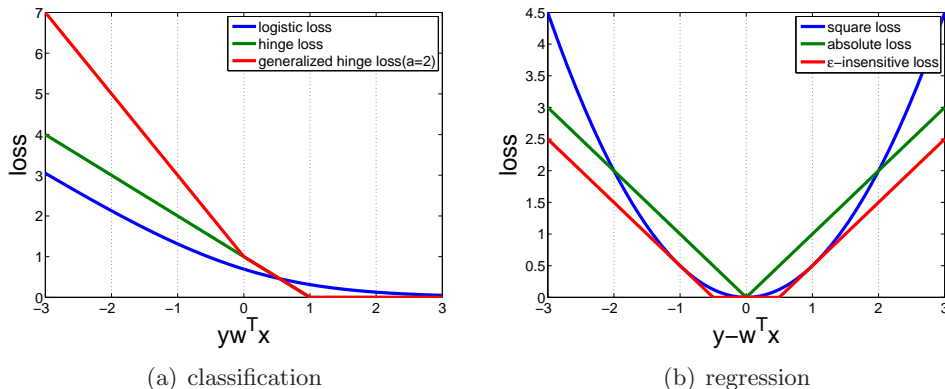 7
6
5
4
3
2
1
0
loss
logistic loss
hinge loss
generalized hinge loss(a=2)
−3 −2 −1 0 1 2 3
yw^T x
(a) classification
4.5
4
3.5
3
2.5
2
1.5
1
0.5
0
loss
square loss
absolute loss
ε−insensitive loss
−3 −2 −1 0 1 2 3
y−w^T x
(b) regression